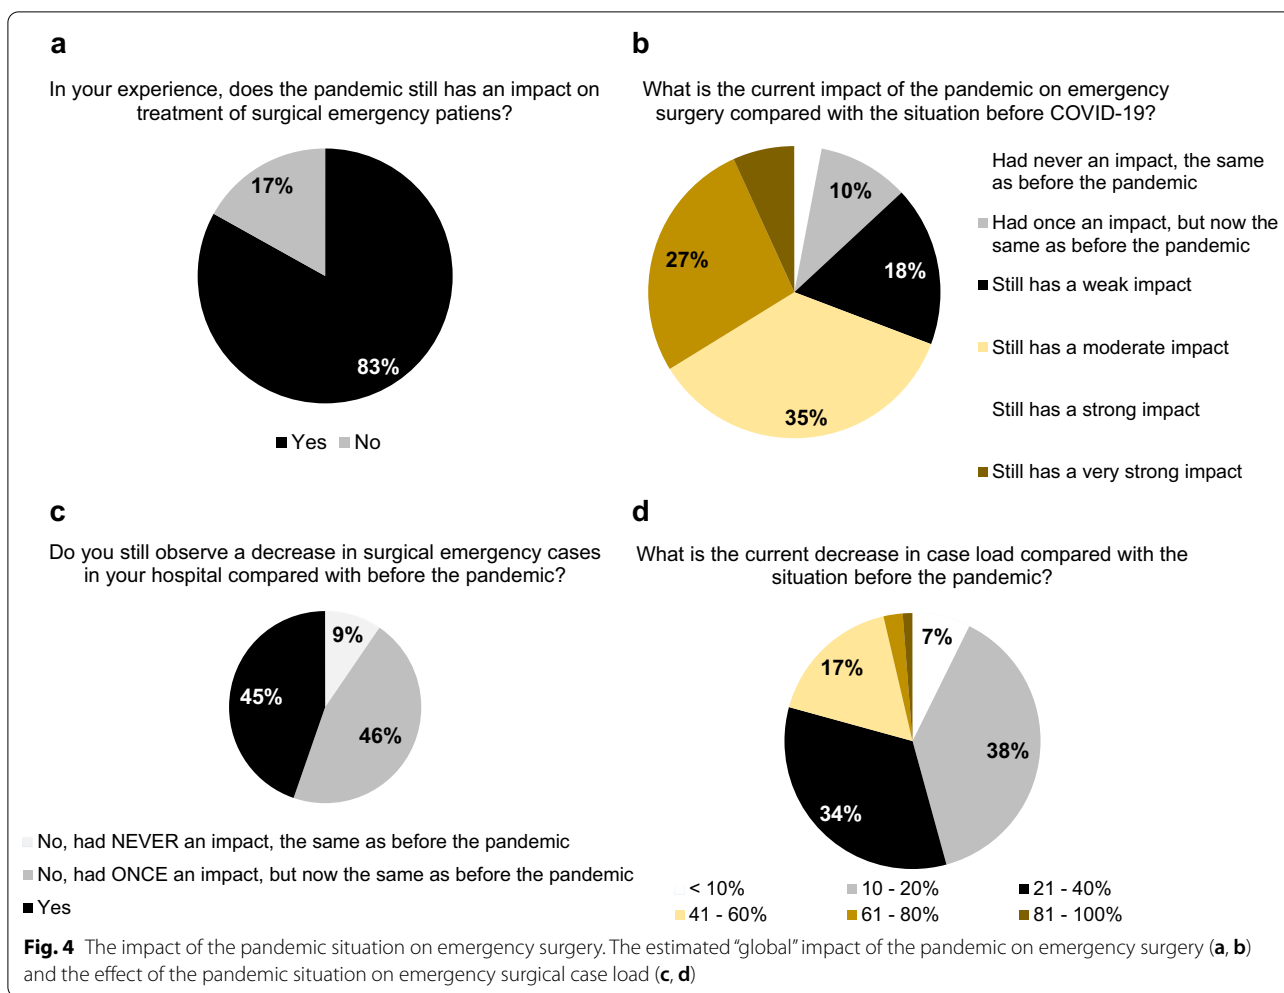 a
In your experience, does the pandemic still has an impact on
treatment of surgical emergency patiens?
17%
83%
Yes No
b
What is the current impact of the pandemic on emergency
surgery compared with the situation before COVID-19?
10%
18%
27%
35%
Had never an impact, the same
as before the pandemic
Had once an impact, but now the
same as before the pandemic
Still has a weak impact
Still has a moderate impact
Still has a strong impact
Still has a very strong impact
c
Do you still observe a decrease in surgical emergency cases
in your hospital compared with before the pandemic?
9%
45%
46%
No, had NEVER an impact, the same as before the pandemic
No, had ONCE an impact, but now the same as before the pandemic
Yes
d
What is the current decrease in case load compared with the
situation before the pandemic?
7%
17%
38%
34%
< 10% 10 - 20% 21 - 40%
41 - 60% 61 - 80% 81 - 100%
Fig. 4 The impact of the pandemic situation on emergency surgery. The estimated “global” impact of the pandemic on emergency surgery (a, b)
and the effect of the pandemic situation on emergency surgical case load (c, d)